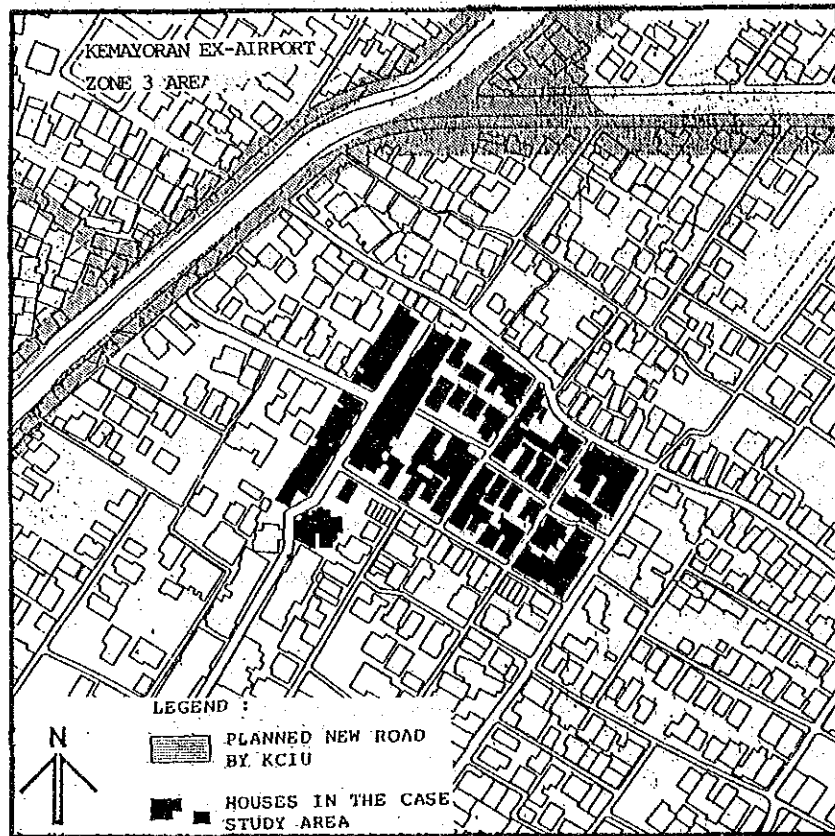 KEMAYORAN EX-AIRPORT
ZONE 3 AREA
LEGEND :
N
PLANNED NEW ROAD
BY KCIU
HOUSES IN THE CASE
STUDY AREA